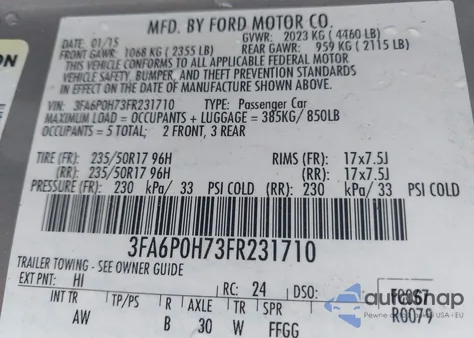 MFD. BY FORD MOTOR CO.
DATE: 01/15 GVWR: 2023 KG ( 4460 LB)
FRONT GAWR: 1068 KG ( 2355 LB) REAR GAWR: 959 KG ( 2115 LB)
THIS VEHICLE CONFORMS TO ALL APPLICABLE FEDERAL MOTOR
VEHICLE SAFETY, BUMPER, AND THEFT PREVENTION STANDARDS
IN EFFECT ON THE DATE OF MANUFACTURE SHOWN ABOVE.
VIN: 3FA6P0H73FR231710 TYPE: Passenger Car
MAXIMUM LOAD = OCCUPANTS + LUGGAGE = 385KG/ 850LB
OCCUPANTS = 5 TOTAL; 2 FRONT, 3 REAR
TIRE (FR): 235/50R17 96H RIMS (FR): 17x7.5J
(RR): 235/50R17 96H (RR): 17x7.5J
PRESSURE (FR): 230 kPa/ 33 PSI COLD (RR): 230 kPa/ 33 PSI COLD
3FA6P0H73FR231710
TRAILER TOWING - SEE OWNER GUIDE
EXT PNT: HI RC: 24 DSO:
INT TR TP/PS R AXLE TR SPR R0079
AW B 30 W FFGG
autosnap
Pewne auto z USA i EU